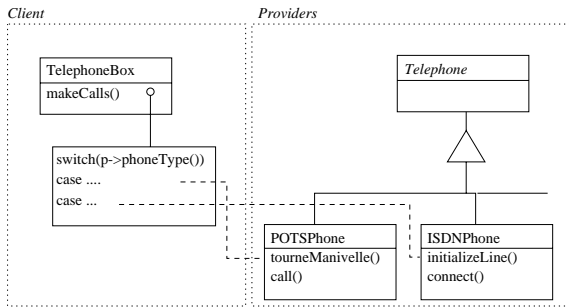 Client
Providers
TelephoneBox
makeCalls()
Telephone
switch(p->phoneType())
case ....
case ...
POTSPhone
tourneManivelle()
call()
ISDNPhone
initializeLine()
connect()